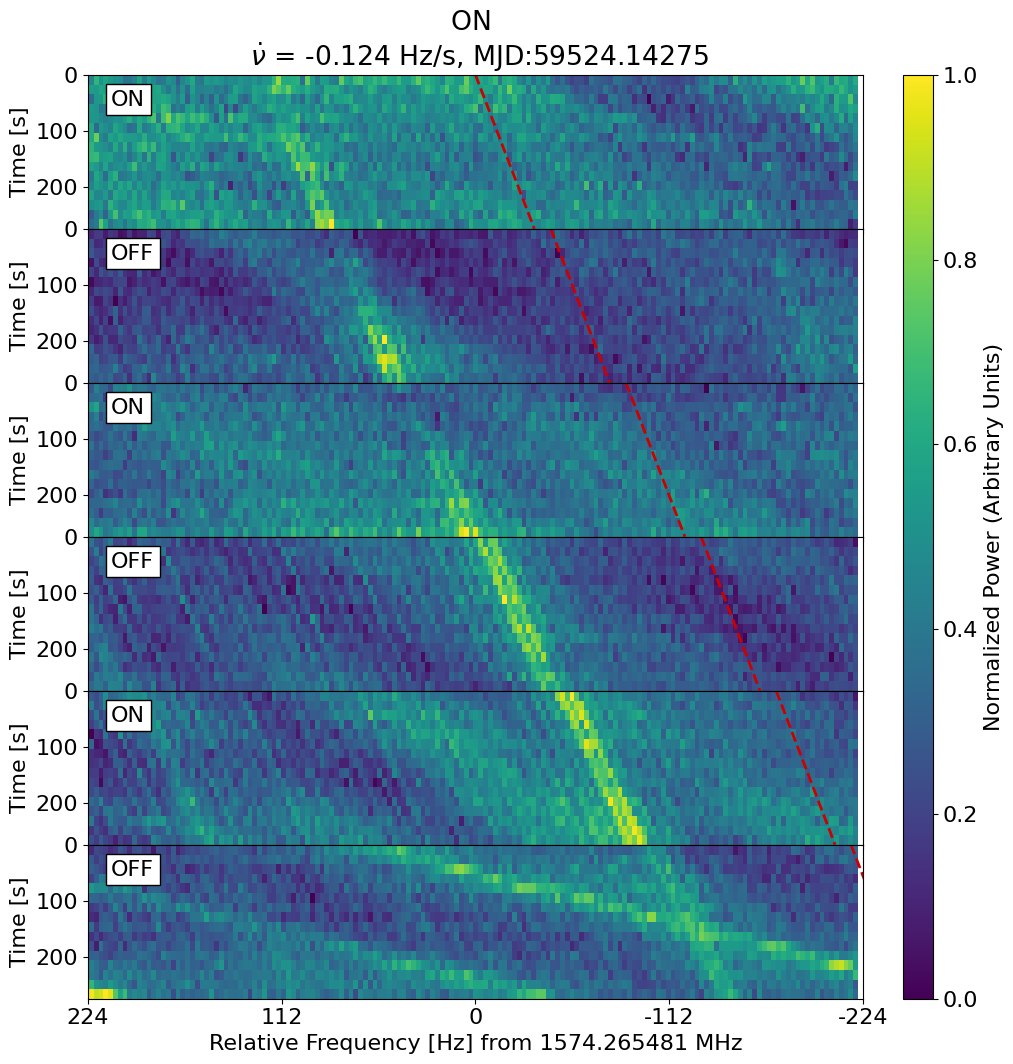 ON
ν̇ = -0.124 Hz/s, MJD:59524.14275
0
ON
100
Time [s]
200
0
OFF
100
Time [s]
200
0
ON
100
Time [s]
200
0
OFF
100
Time [s]
200
0
ON
100
Time [s]
200
0
OFF
100
Time [s]
200
224 112 0 -112 -224
Relative Frequency [Hz] from 1574.265481 MHz
1.0
0.8
0.6
0.4
0.2
0.0
Normalized Power (Arbitrary Units)